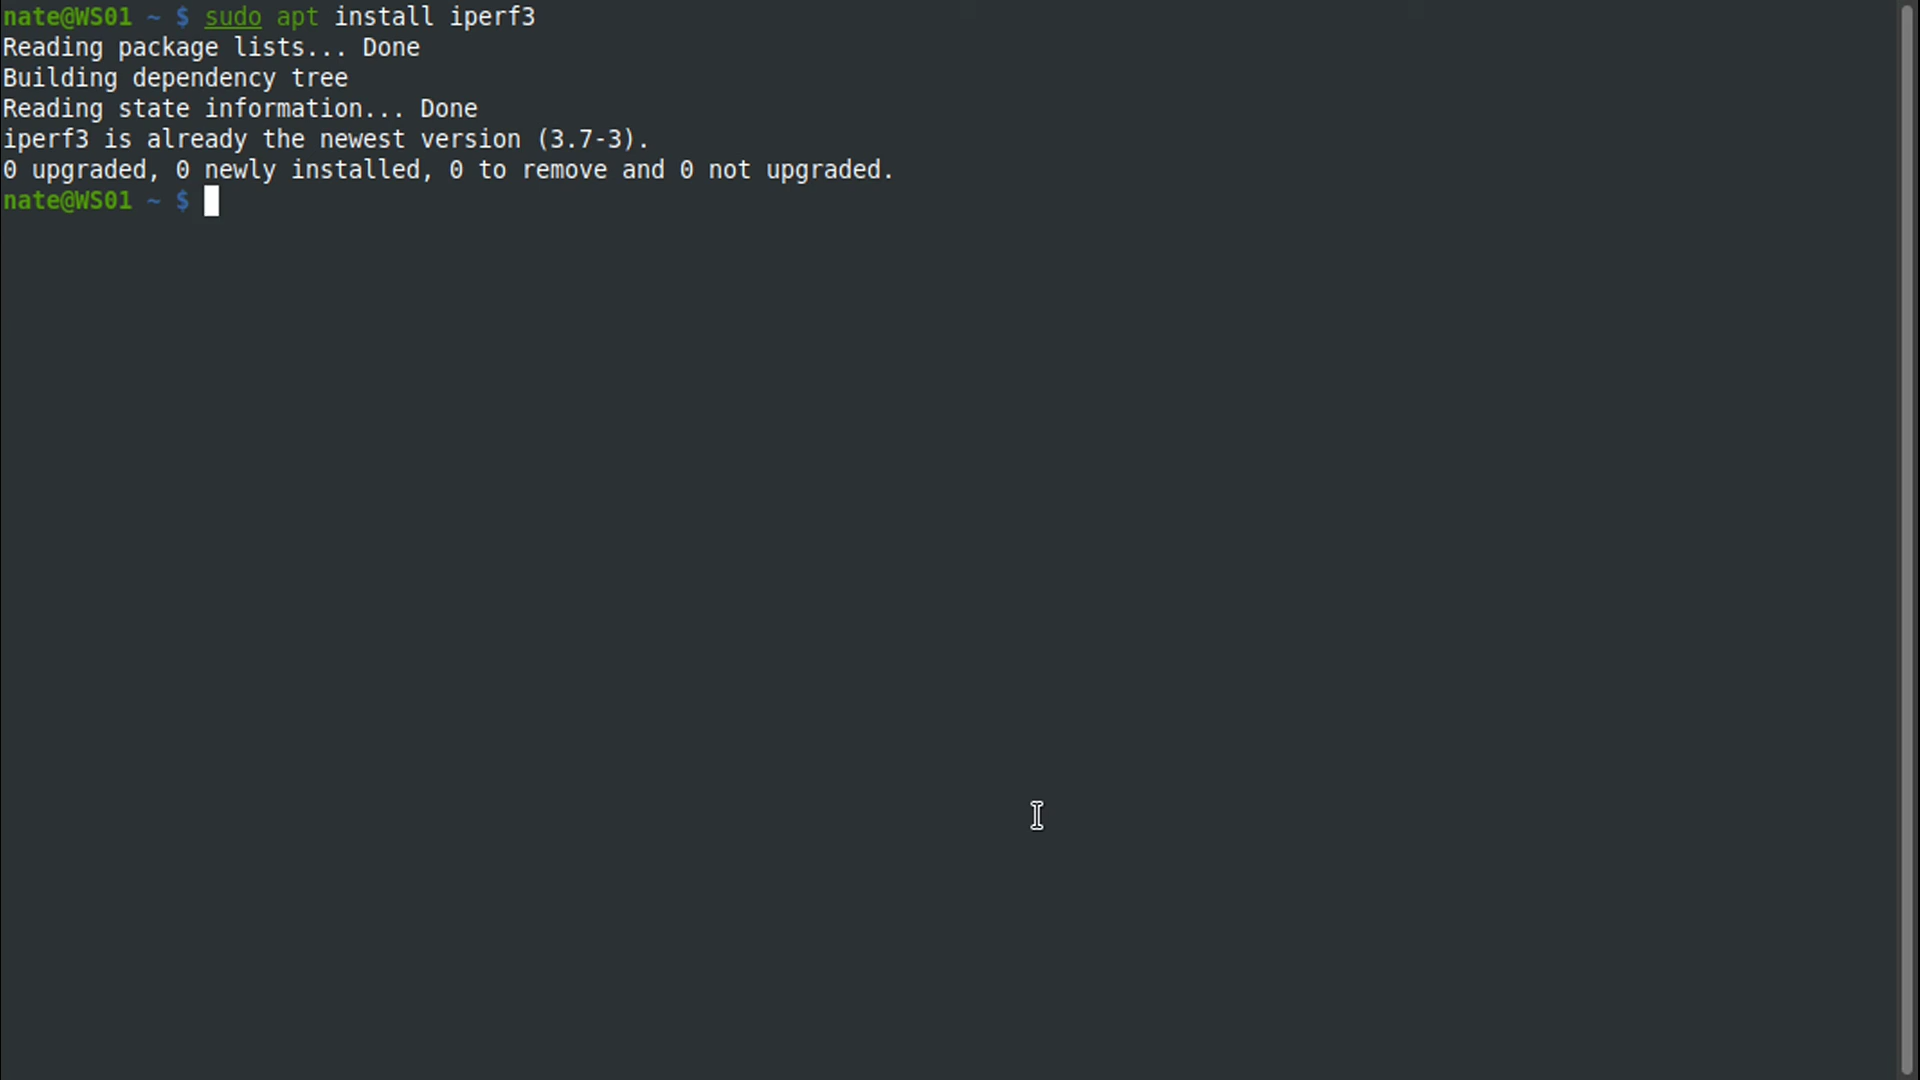 nate@WS01 ~ $ sudo apt install iperf3
Reading package lists... Done
Building dependency tree
Reading state information... Done
iperf3 is already the newest version (3.7-3).
0 upgraded, 0 newly installed, 0 to remove and 0 not upgraded.
nate@WS01 ~ $